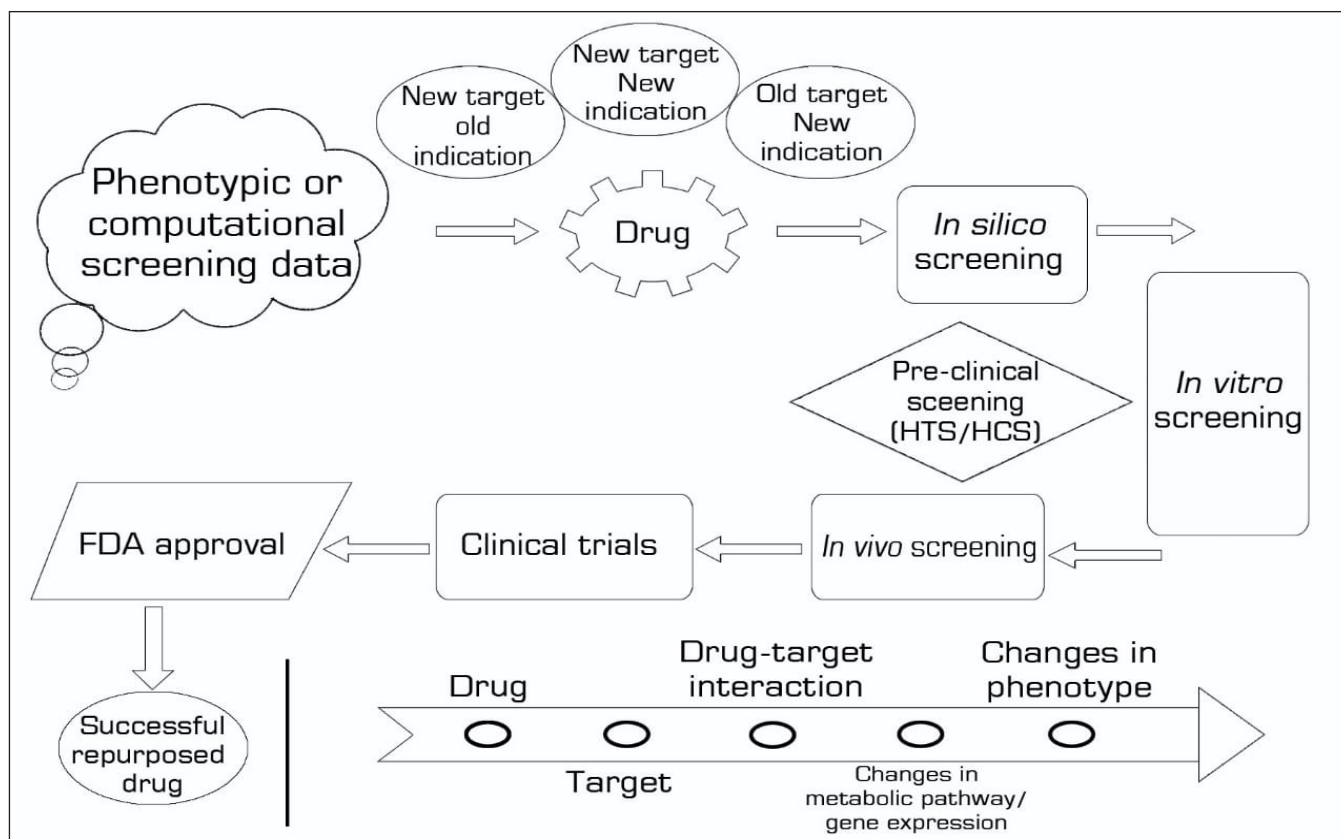 New target
old
indication
New target
New
indication
Old target
New
indication
Phenotypic or
computational
screening data
Drug
In silico
screening
In vitro
screening
Pre-clinical
sceening
(HTS/HCS)
In vivo screening
Clinical trials
FDA approval
Successful
repurposed
drug
Drug
Target
Drug-target
interaction
Changes in
metabolic pathway/
gene expression
Changes in
phenotype